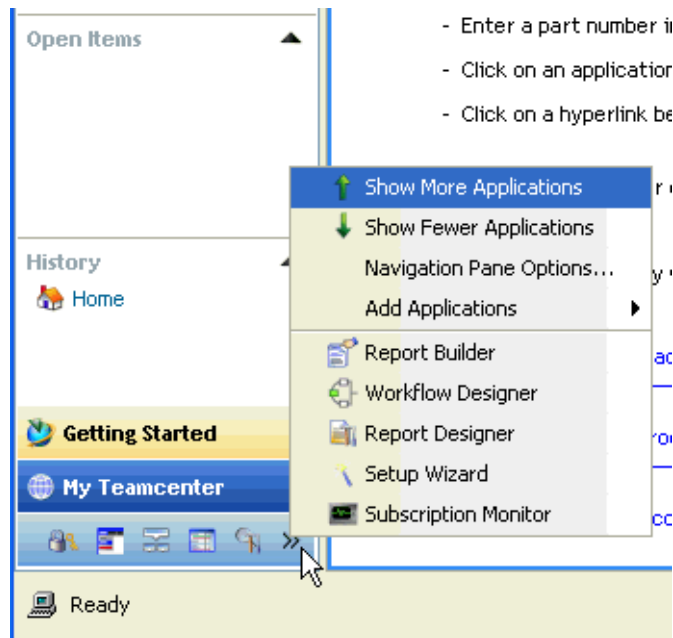 Open Items
- Enter a part number i
- Click on an application
- Click on a hyperlink be
Show More Applications
Show Fewer Applications
Navigation Pane Options...
Add Applications
Report Builder
Workflow Designer
Report Designer
Setup Wizard
Subscription Monitor
History
Home
Getting Started
My Teamcenter
Ready